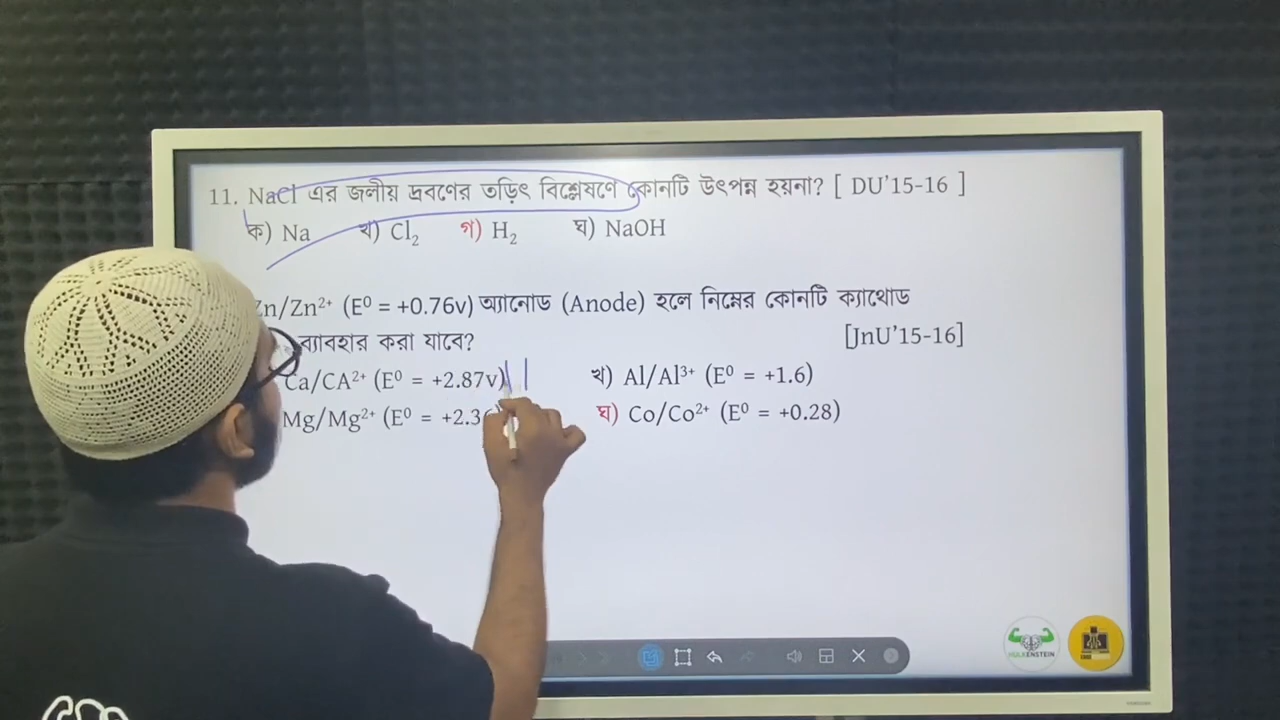 11. NaCl এর জলীয় দ্রবণের তড়িৎ বিশ্লেষণে কোনটি উৎপন্ন হয়না? [ DU’15-16 ]
ক) Na খ) Cl₂ গ) H₂ ঘ) NaOH
Zn/Zn²⁺ (E⁰ = +0.76v) অ্যানোড (Anode) হলে নিম্নের কোনটি ক্যাথোড
ব্যাবহার করা যাবে? [JnU’15-16]
Ca/CA²⁺ (E⁰ = +2.87v) খ) Al/Al³⁺ (E⁰ = +1.6)
Mg/Mg²⁺ (E⁰ = ঘ) Co/Co²⁺ (E⁰ = +0.28)
HULKENSTEIN